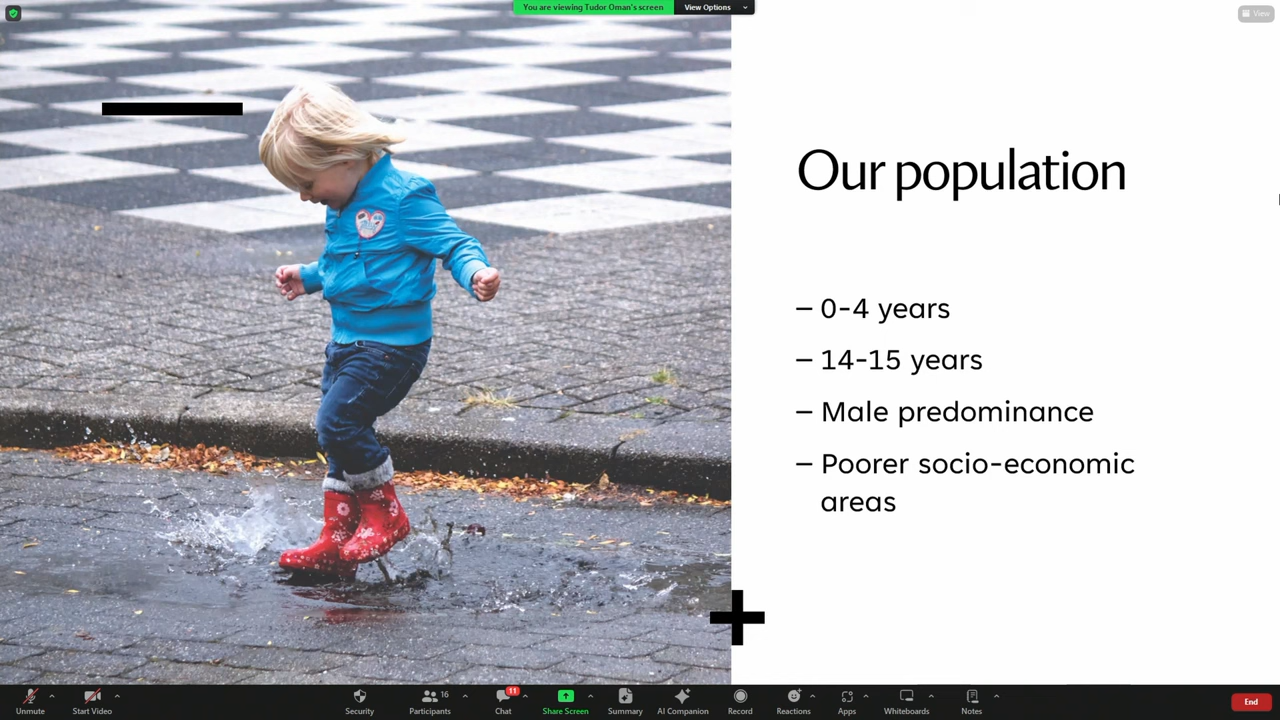 You are viewing Tudor Oman's screen
View Options
View
Our population
– 0-4 years
– 14-15 years
– Male predominance
– Poorer socio-economic
areas
Unmute
Start Video
Security
16
Participants
11
Chat
Share Screen
Summary
AI Companion
Record
Reactions
Apps
Whiteboards
Notes
End